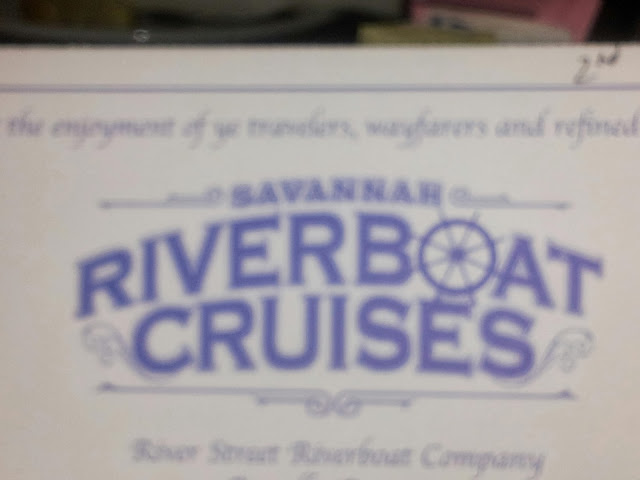 2nd
the enjoyment of ye travelers, wayfarers and refined
SAVANNAH
RIVERBOAT
CRUISES
River Street Riverboat Company